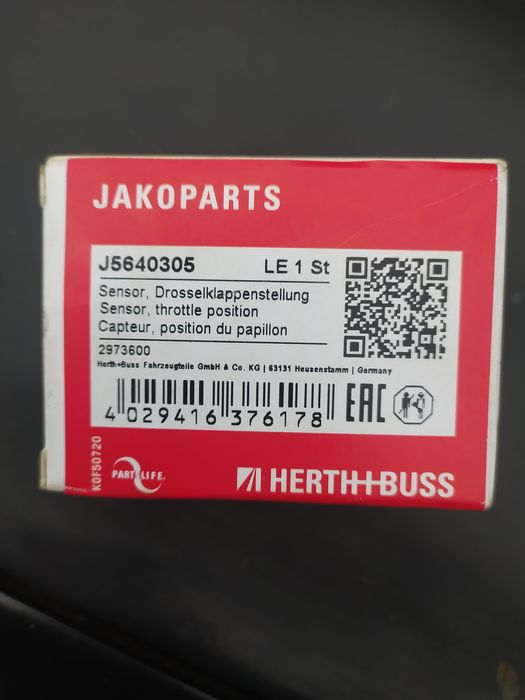 JAKOPARTS
J5640305 LE 1 St
Sensor, Drosselklappenstellung
Sensor, throttle position
Capteur, position du papillon
2973600
Herth+Buss Fahrzeugteile GmbH & Co. KG | 63131 Heusenstamm | Germany
4 029416 376178
EAC
K0F50720
PARTSLIFE
HERTH+BUSS